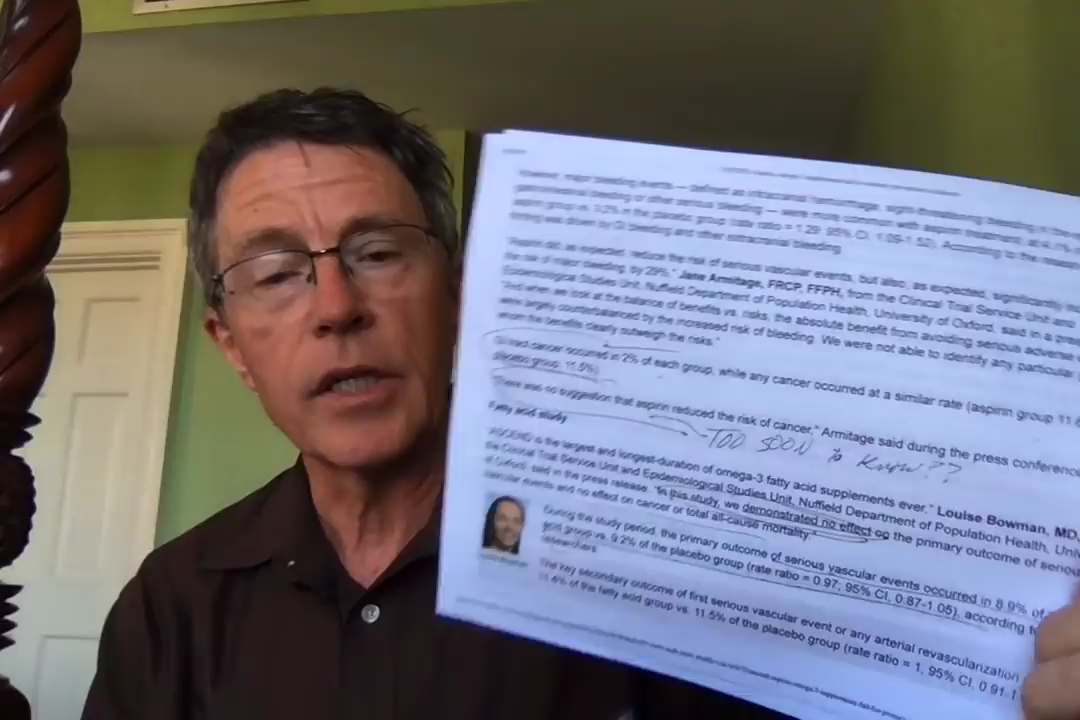 However, major bleeding events — defined as intracranial hemorrhage, sight-threatening bleeding in the
gastrointestinal bleeding or other serious bleeding — were more common with aspirin treatment, at 4.1%
aspirin group vs. 3.2% in the placebo group (rate ratio = 1.29; 95% CI, 1.09-1.52). According to the
finding was driven by GI bleeding and other extracranial bleeding.
"Aspirin did, as expected, reduce the risk of serious vascular events, but also, as expected, significantly
the risk of major bleeding, by 29%," Jane Armitage, FRCP, FFPH, from the Clinical Trial Service Unit and
Epidemiological Studies Unit, Nuffield Department of Population Health, University of Oxford, said in a
"And when we look at the balance of benefits vs. risks, the absolute benefit from avoiding serious adverse
were largely counterbalanced by the increased risk of bleeding. We were not able to identify any particular
whom the benefits clearly outweigh the risks."
GI-tract cancer occurred in 2% of each group, while any cancer occurred at a similar rate (aspirin group 11.
placebo group, 11.5%).
There was no suggestion that aspirin reduced the risk of cancer," Armitage said during the press conference
TOO SOON to Know??
Fatty acid study
"ASCEND is the largest and longest-duration of omega-3 fatty acid supplements ever," Louise Bowman, MD,
the Clinical Trial Service Unit and Epidemiological Studies Unit, Nuffield Department of Population Health,
of Oxford, said in the press release. "In this study, we demonstrated no effect on the primary outcome of
vascular events and no effect on cancer or total all-cause mortality."
During the study period, the primary outcome of serious vascular events occurred in 8.9% of
group vs. 9.2% of the placebo group (rate ratio = 0.97; 95% CI, 0.87-1.05), according
researchers.
The key secondary outcome of first serious vascular event or any arterial revascularization
11.4% of the fatty acid group vs. 11.5% of the placebo group (rate ratio = 1, 95% CI, 0.91-1